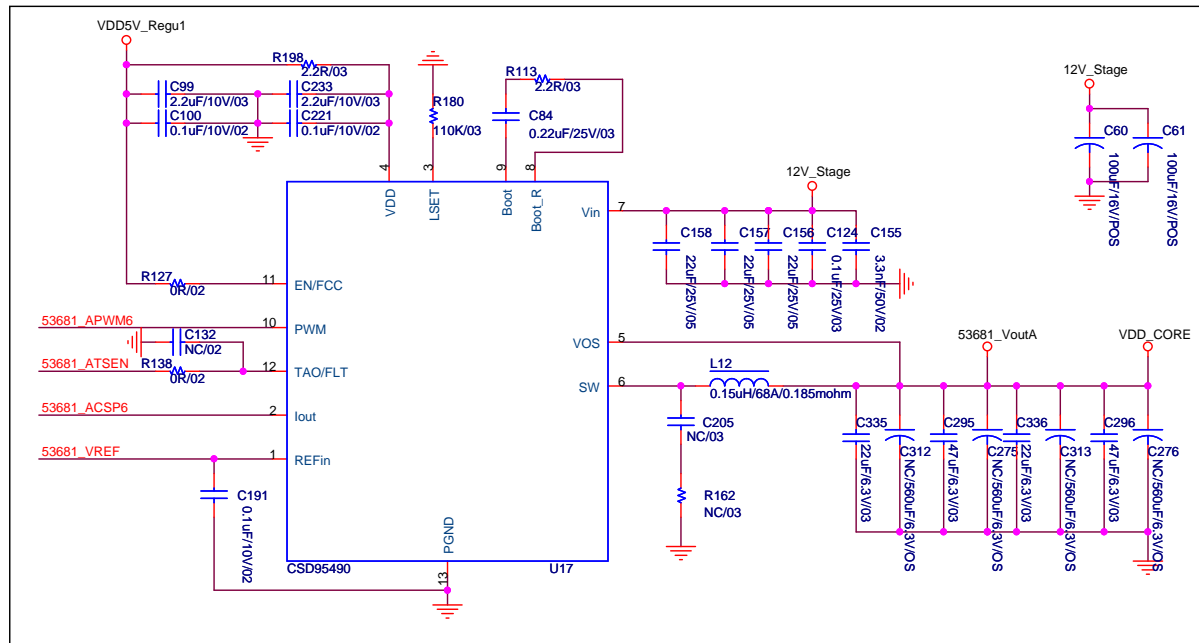 VDD5V_Regu1
R198
2.2R/03
C99
2.2uF/10V/03
C233
2.2uF/10V/03
C100
0.1uF/10V/02
C221
0.1uF/10V/02
R180
110K/03
R113
2.2R/03
C84
0.22uF/25V/03
12V_Stage
C60
100uF/16V/POS
C61
100uF/16V/POS
4
VDD
3
LSET
9
Boot
8
Boot_R
12V_Stage
Vin
7
C158
22uF/25V/05
C157
22uF/25V/05
C156
22uF/25V/05
C124
0.1uF/25V/03
C155
3.3nF/50V/02
R127
0R/02
11
EN/FCC
53681_APWM6
10
PWM
C132
NC/02
53681_ATSEN
R138
0R/02
12
TAO/FLT
53681_ACSP6
2
Iout
53681_VREF
1
REFin
C191
0.1uF/10V/02
VOS
5
SW
6
L12
0.15uH/68A/0.185mohm
53681_VoutA
VDD_CORE
C205
NC/03
R162
NC/03
C335
22uF/6.3V/03
C312
NC/560uF/6.3V/OS
C295
47uF/6.3V/03
C275
NC/560uF/6.3V/OS
C336
22uF/6.3V/03
C313
NC/560uF/6.3V/OS
C296
47uF/6.3V/03
C276
NC/560uF/6.3V/OS
PGND
13
CSD95490
U17